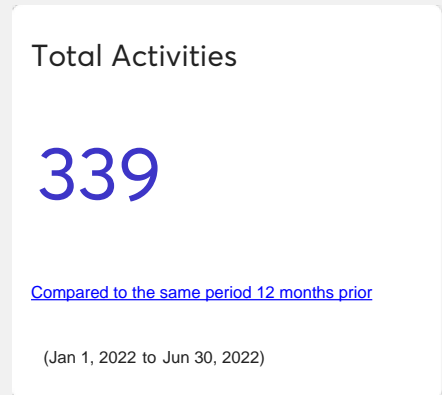 Total Activities
339
Compared to the same period 12 months prior
(Jan 1, 2022 to Jun 30, 2022)